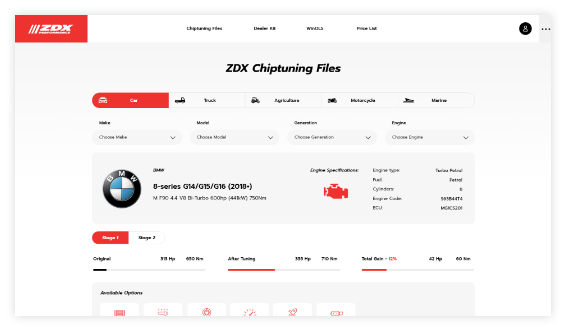 ZDX
PERFORMANCE
Chiptuning Files Dealer Kit WinOLS Price List
ZDX Chiptuning Files
Car Truck Agriculture Motorcycle Marine
Make Model Generation Engine
Choose Make Choose Model Choose Generation Choose Engine
BMW
BMW Engine Specifications: Engine type: Turbo Petrol
8-series G14/G15/G16 (2018+) Fuel: Petrol
M F90 4.4 V8 Bi-Turbo 600hp (441kW) 750Nm Cylinders: 8
Engine Code: S63B44T4
ECU:
Stage 1 Stage 2
Original 313 Hp 650 Nm After Tuning 355 Hp 710 Nm Total Gain + 12% 42 Hp 60 Nm
Available Options